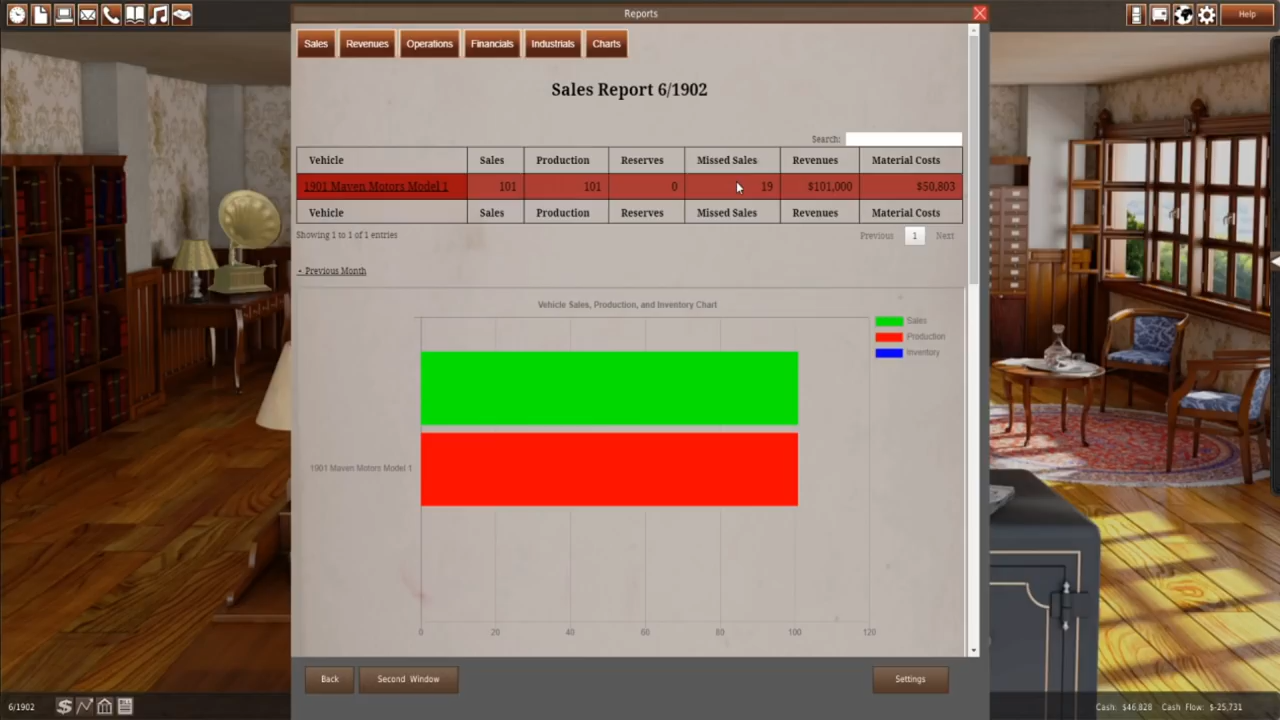 Reports
Help
Sales Revenues Operations Financials Industrials Charts
Sales Report 6/1902
Search:
Vehicle Sales Production Reserves Missed Sales Revenues Material Costs
1901 Maven Motors Model 1 101 101 0 19 $101,000 $50,803
Vehicle Sales Production Reserves Missed Sales Revenues Material Costs
Showing 1 to 1 of 1 entries Previous 1 Next
- Previous Month
Vehicle Sales, Production, and Inventory Chart
Sales
Production
Inventory
1901 Maven Motors Model 1
0 20 40 60 80 100 120
Back Second Window Settings
6/1902 Cash: $46,828 Cash Flow: $-25,731